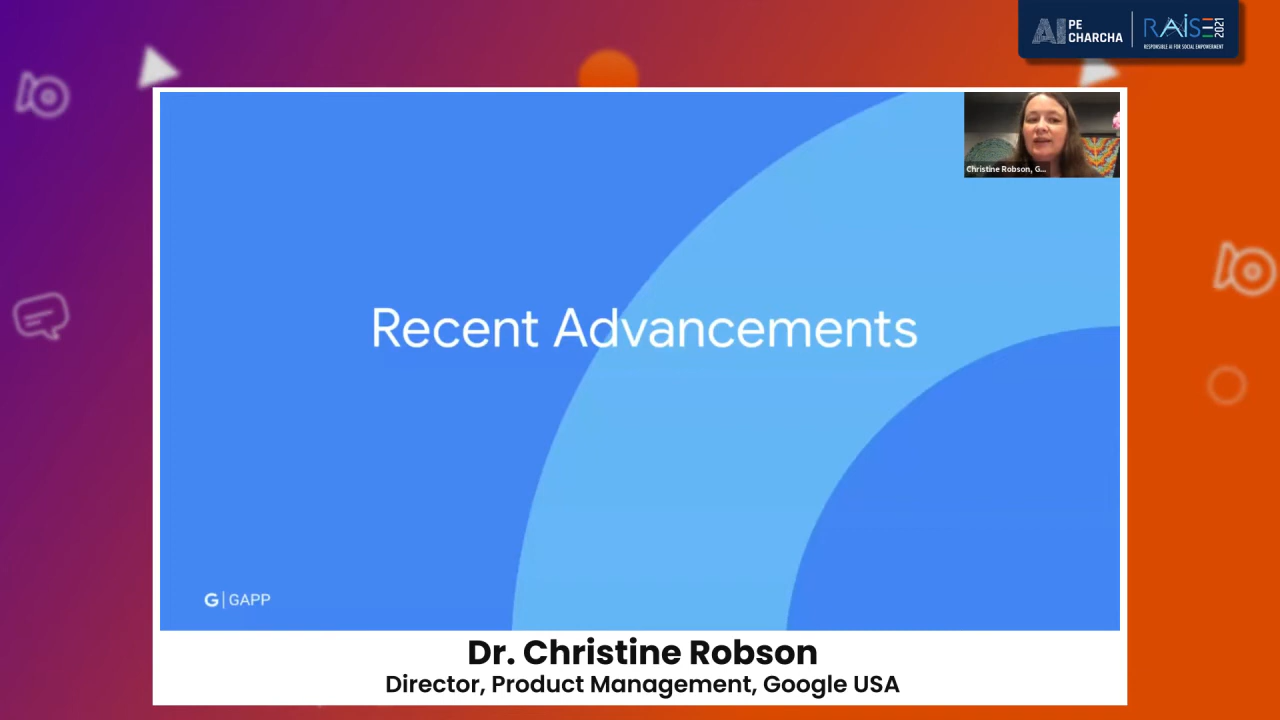 AI PE
CHARCHA
RAISE 2021
RESPONSIBLE AI FOR SOCIAL EMPOWERMENT
Christine Robson, G...
Recent Advancements
G | GAPP
Dr. Christine Robson
Director, Product Management, Google USA